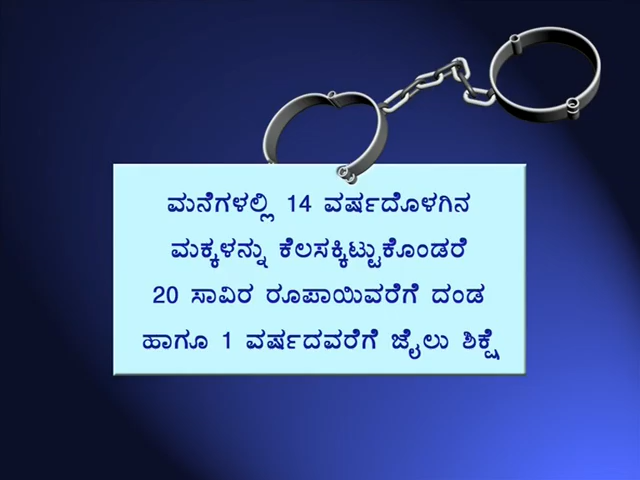 ಮನೆಗಳಲ್ಲಿ 14 ವರ್ಷದೊಳಗಿನ
ಮಕ್ಕಳನ್ನು ಕೆಲಸಕ್ಕಿಟ್ಟುಕೊಂಡರೆ
20 ಸಾವಿರ ರೂಪಾಯಿವರೆಗೆ ದಂಡ
ಹಾಗೂ 1 ವರ್ಷದವರೆಗೆ ಜೈಲು ಶಿಕ್ಷೆ